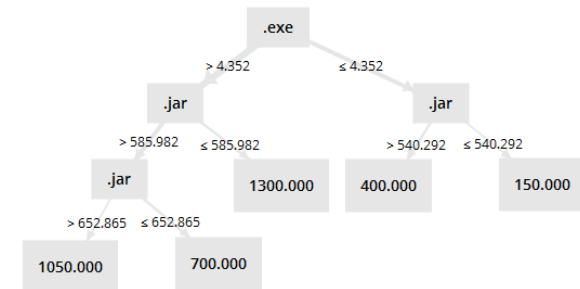 .exe
> 4.352 ≤ 4.352
.jar .jar
> 585.982 ≤ 585.982 > 540.292 ≤ 540.292
.jar 1300.000 400.000 150.000
> 652.865 ≤ 652.865
1050.000 700.000